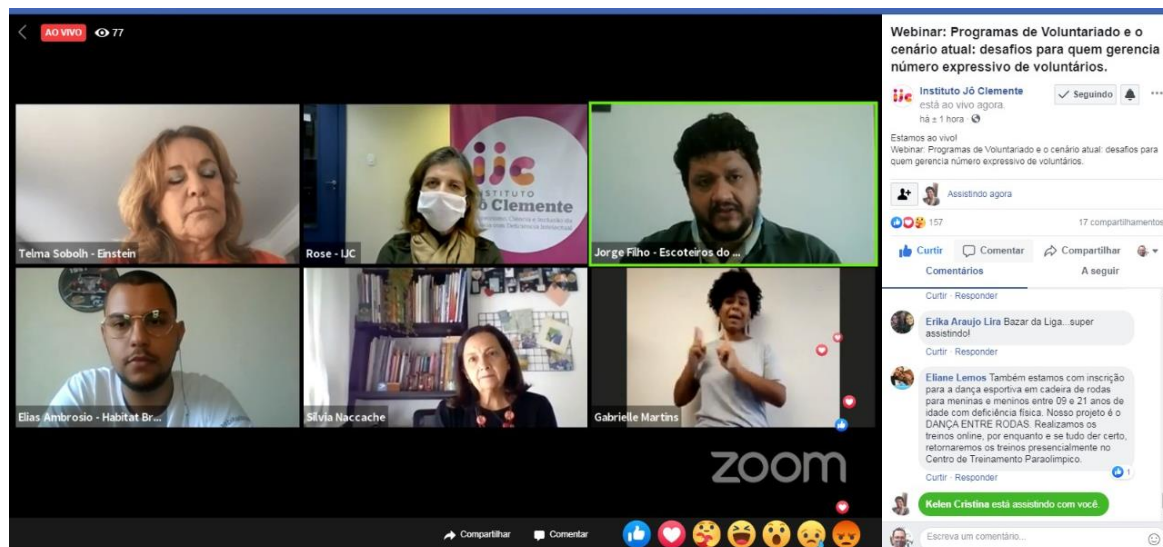 AO VIVO 77
Webinar: Programas de Voluntariado e o
cenário atual: desafios para quem gerencia
número expressivo de voluntários.
Instituto Jô Clemente
está ao vivo agora.
há ± 1 hora ·
Seguindo
Estamos ao vivo!
Webinar: Programas de Voluntariado e o cenário atual: desafios para
quem gerencia número expressivo de voluntários.
Assistindo agora
157
17 compartilhamentos
Curtir Comentar Compartilhar
Comentários A seguir
Curtir · Responder
Erika Araujo Lira Bazar da Liga...super
assistindo!
Curtir · Responder
Eliane Lemos Também estamos com inscrição
para a dança esportiva em cadeira de rodas
para meninas e meninos entre 09 e 21 anos de
idade com deficiência física. Nosso projeto é o
DANÇA ENTRE RODAS. Realizamos os
treinos online, por enquanto e se tudo der certo,
retornaremos os treinos presencialmente no
Centro de Treinamento Paraolimpico.
1
Curtir · Responder
Kelen Cristina está assistindo com você.
Escreva um comentário...
ijc
INSTITUTO
Clemente
Telma Sobolh - Einstein
Rose - IJC
Jorge Filho - Escoteiros do ...
Elias Ambrosio - Habitat Br...
Silvia Naccache
Gabrielle Martins
zoom
Compartilhar Comentar